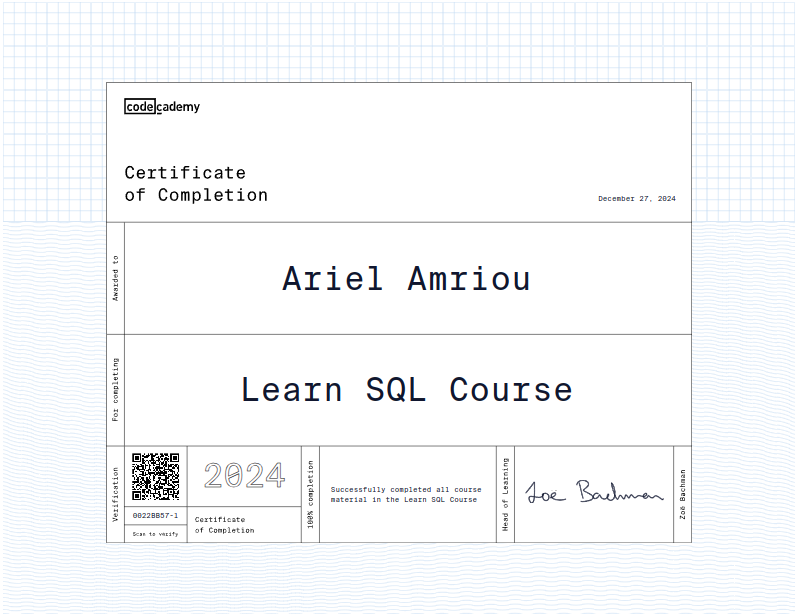 codecademy
Certificate
of Completion
December 27, 2024
Awarded to
Ariel Amriou
For completing
Learn SQL Course
Verification
0022BB57-1
Scan to verify
2024
Certificate
of Completion
100% completion
Successfully completed all course
material in the Learn SQL Course
Head of Learning
Zoe Bachman
Zoë Bachman